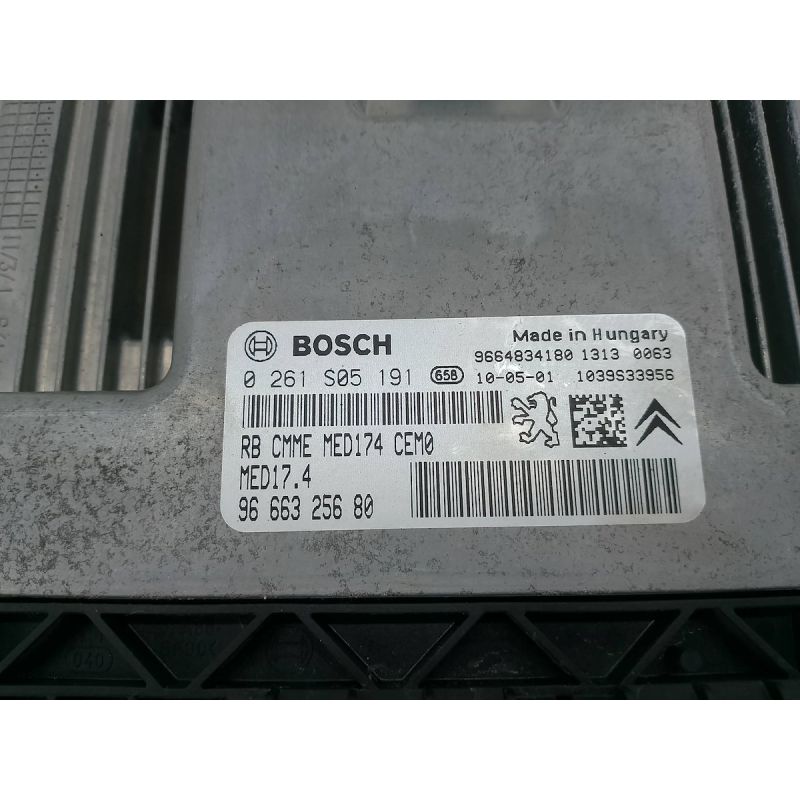 BOSCH Made in Hungary
9664834180 1313 0063
0 261 S05 191 658 10-05-01 1039S33956
RB CMME MED174 CEM0
MED17.4
96 663 256 80
040